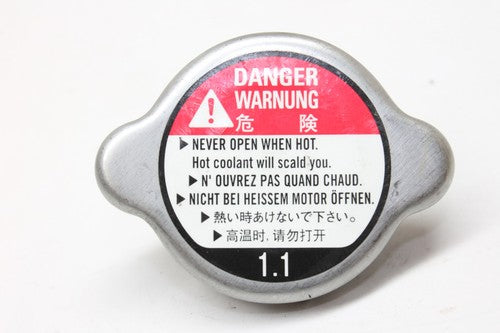 DANGER
WARNUNG
危 険
▶ NEVER OPEN WHEN HOT.
Hot coolant will scald you.
▶ N' OUVREZ PAS QUAND CHAUD.
▶ NICHT BEI HEISSEM MOTOR ÖFFNEN.
▶ 熱い時あけないで下さい。
▶ 高温时,请勿打开
1.1